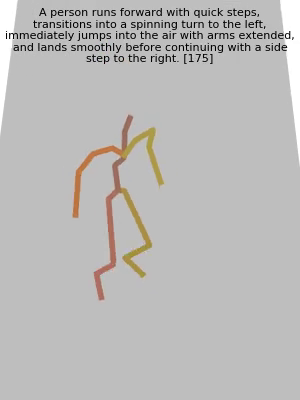 A person runs forward with quick steps,
transitions into a spinning turn to the left,
immediately jumps into the air with arms extended,
and lands smoothly before continuing with a side
step to the right. [175]